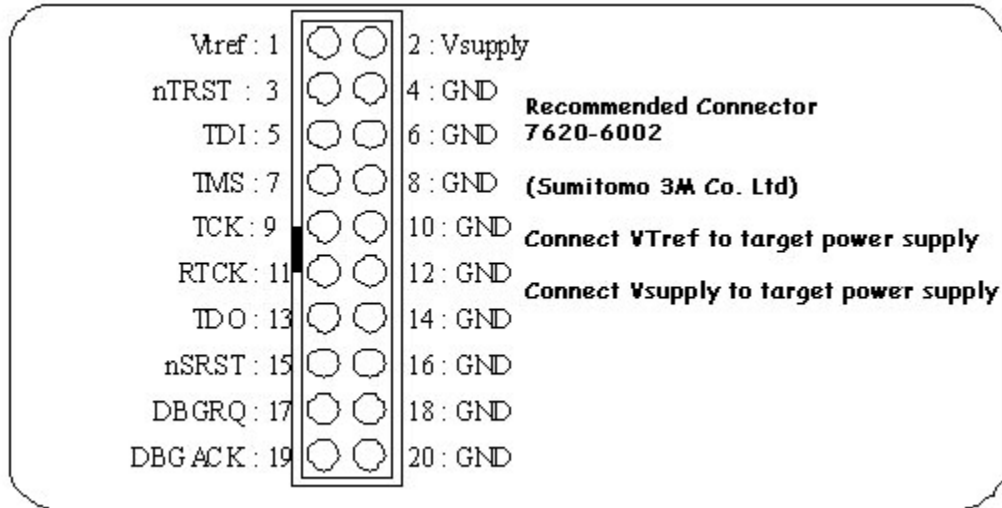 Vtref : 1 2 : Vsupply
nTRST : 3 4 : GND
TDI : 5 6 : GND
TMS : 7 8 : GND
TCK : 9 10 : GND
RTCK : 11 12 : GND
TDO : 13 14 : GND
nSRST : 15 16 : GND
DBGRQ : 17 18 : GND
DBGACK : 19 20 : GND
Recommended Connector
7620-6002
(Sumitomo 3M Co. Ltd)
Connect VTref to target power supply
Connect Vsupply to target power supply